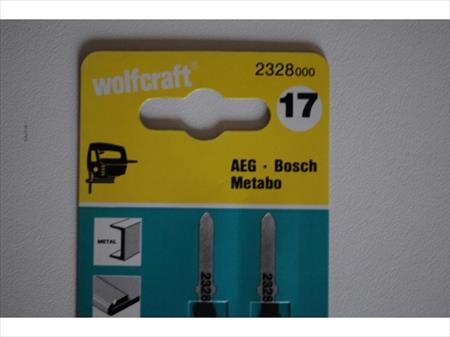 wolfcraft®
2328000
17
AEG · Bosch
Metabo
METAL
2328
2328